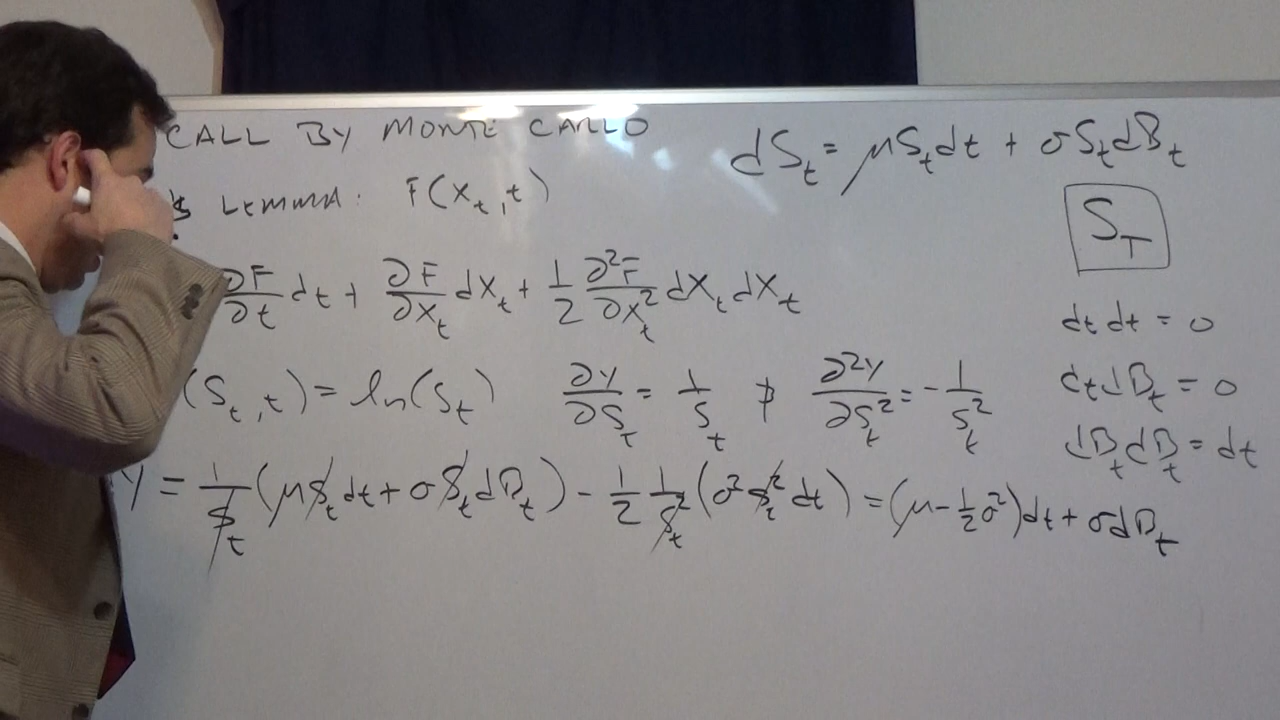 CALL BY MONTE CARLO
dS_t = μS_t dt + σS_t dB_t
LEMMA: F(X_t, t)
S_T
∂F/∂t dt + ∂F/∂X_t dX_t + 1/2 ∂²F/∂X_t² dX_t dX_t
dt dt = 0
(S_t, t) = ln(S_t) ∂Y/∂S_t = 1/S_t ∂²Y/∂S_t² = -1/S_t²
dt dB_t = 0
dB_t dB_t = dt
Y = 1/S_t (μS_t dt + σS_t dB_t) - 1/2 1/S_t² (σ² S_t² dt) = (μ - 1/2 σ²)dt + σdB_t